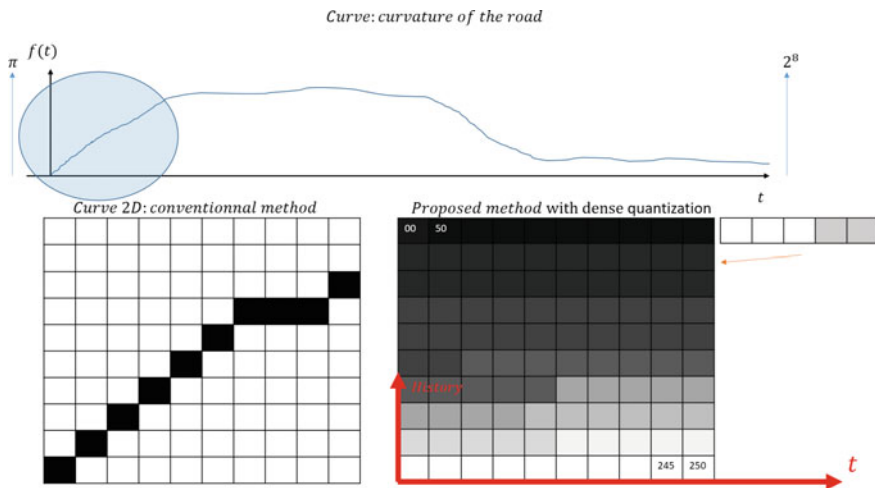 Curve: curvature of the road
π
f(t)
2⁸
t
Curve 2D: conventionnal method
Proposed method with dense quantization
00 50
History
245 250
t